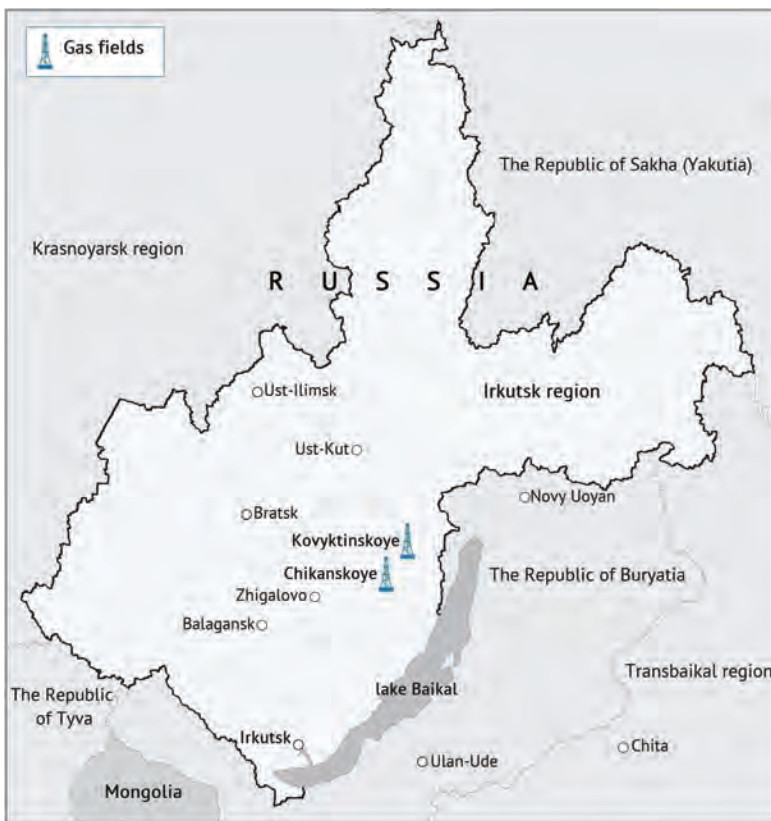 Gas fields
The Republic of Sakha (Yakutia)
Krasnoyarsk region
RUSSIA
Ust-Ilimsk
Irkutsk region
Ust-Kut
Novy Uoyan
Bratsk
Kovyktinskoye
Chikanskoye
The Republic of Buryatia
Zhigalovo
Balagansk
Transbaikal region
lake Baikal
The Republic
of Tyva
Irkutsk
Chita
Ulan-Ude
Mongolia